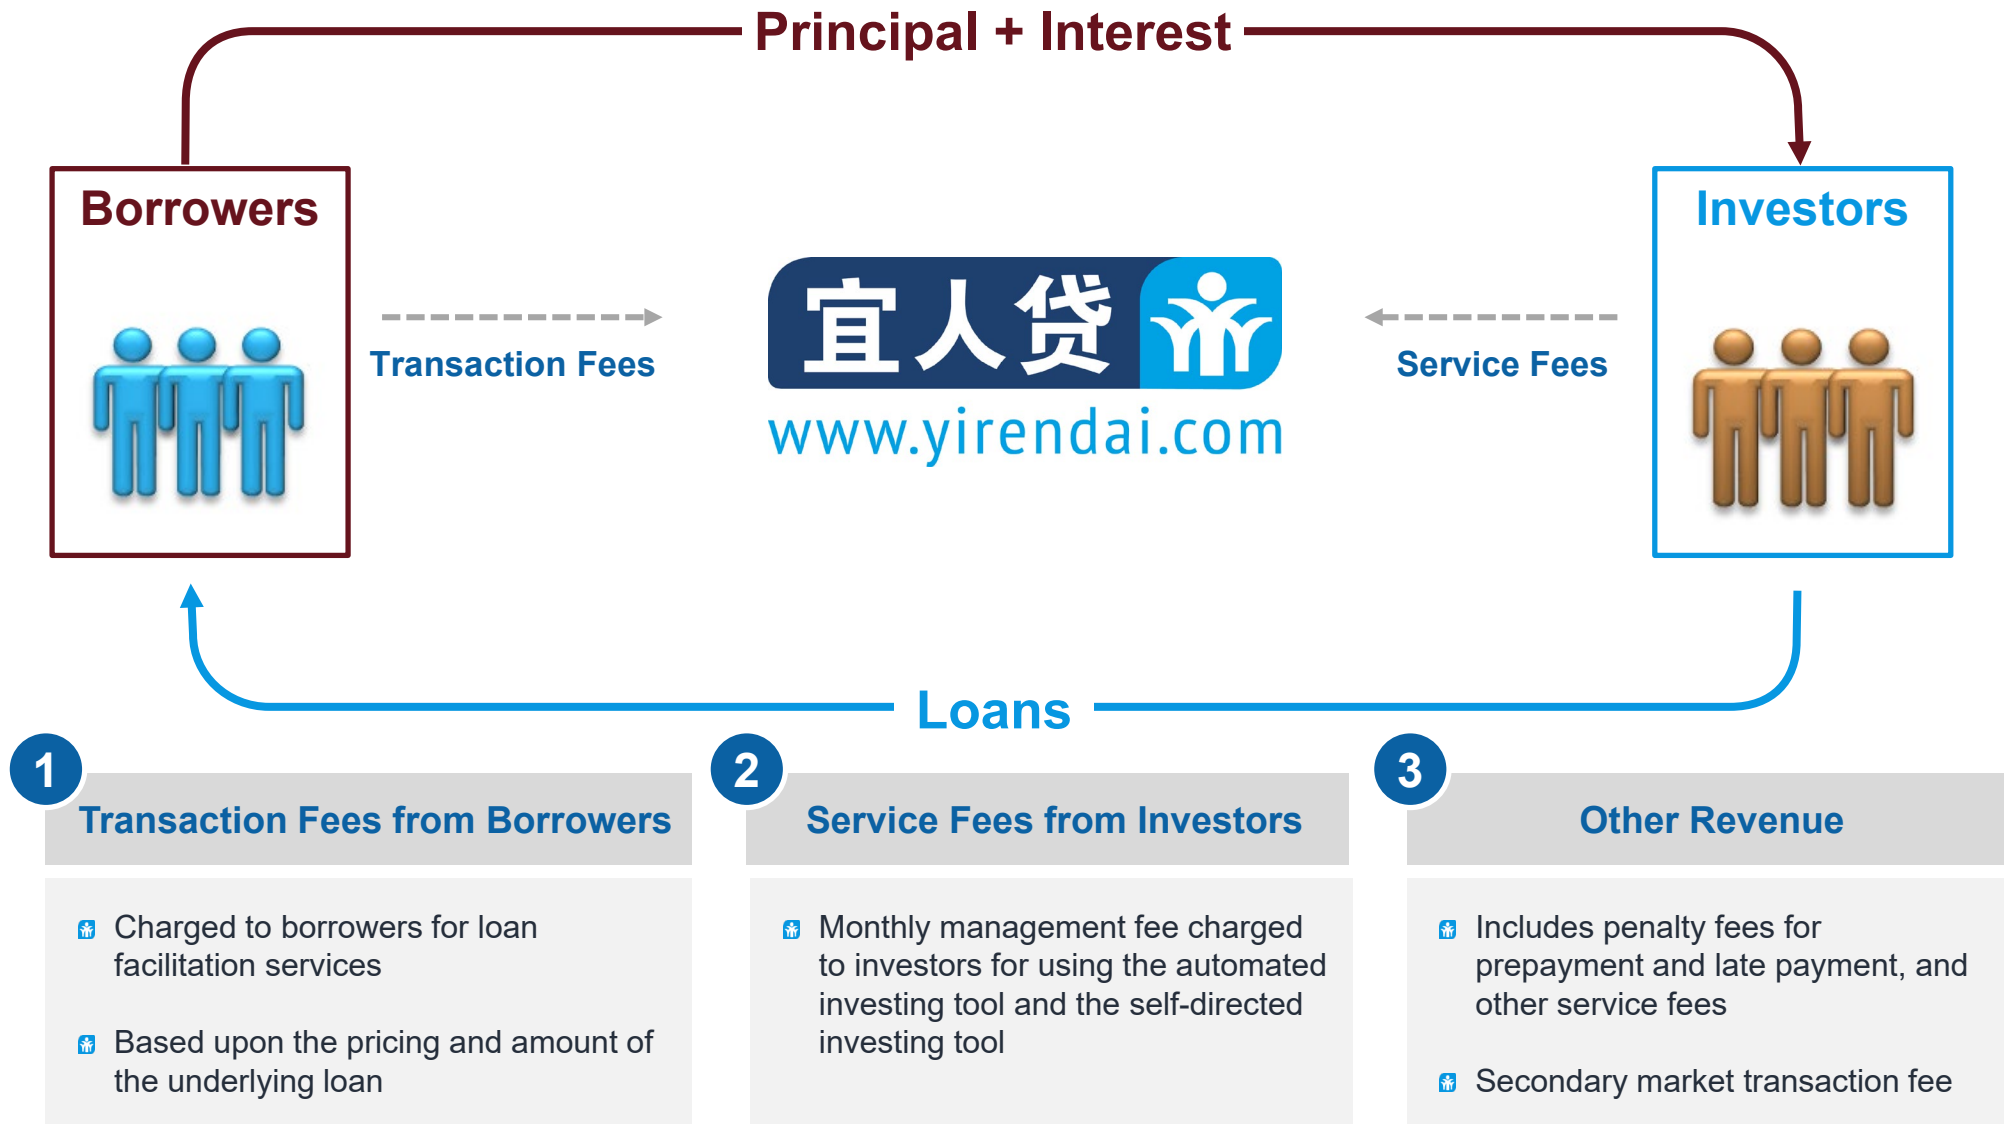 Principal + Interest
Borrowers
Investors
宜人贷
Transaction Fees
Service Fees
www.yirendai.com
Loans
1
Transaction Fees from Borrowers
Charged to borrowers for loan
facilitation services
Based upon the pricing and amount of
the underlying loan
2
Service Fees from Investors
Monthly management fee charged
to investors for using the automated
investing tool and the self-directed
investing tool
3
Other Revenue
Includes penalty fees for
prepayment and late payment, and
other service fees
Secondary market transaction fee